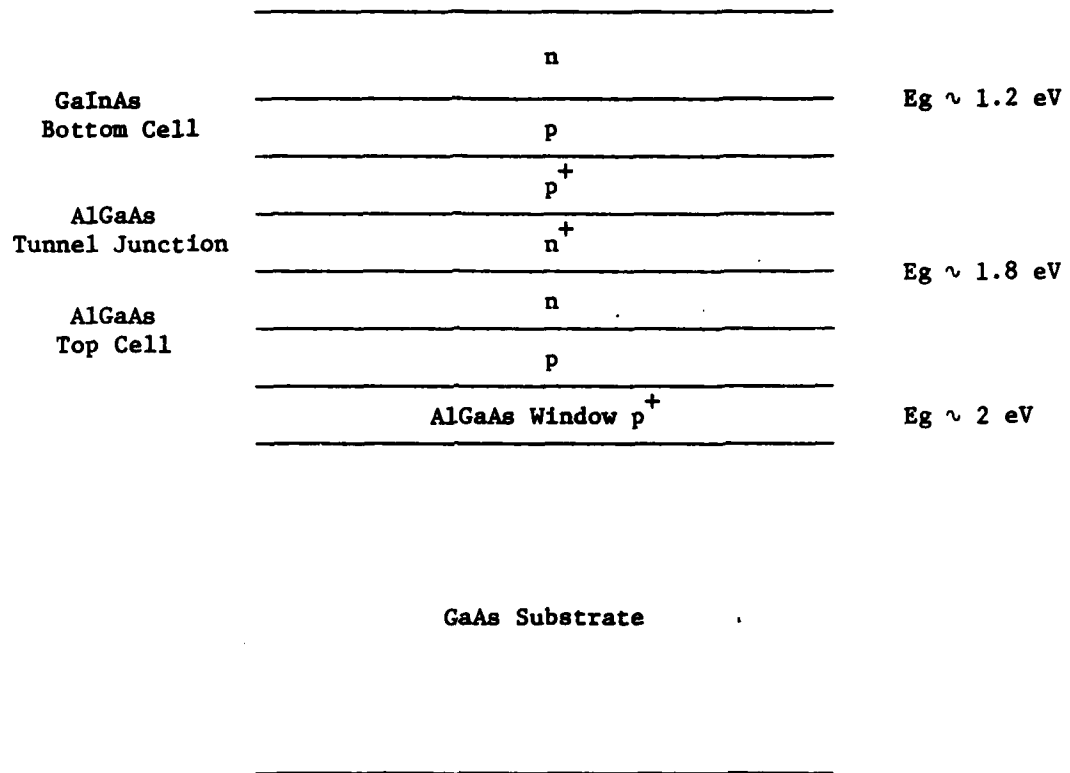 n
GaInAs
Bottom Cell
Eg ∿ 1.2 eV
p
p+
AlGaAs
Tunnel Junction
n+
Eg ∿ 1.8 eV
n
AlGaAs
Top Cell
p
AlGaAs Window p+
Eg ∿ 2 eV
GaAs Substrate